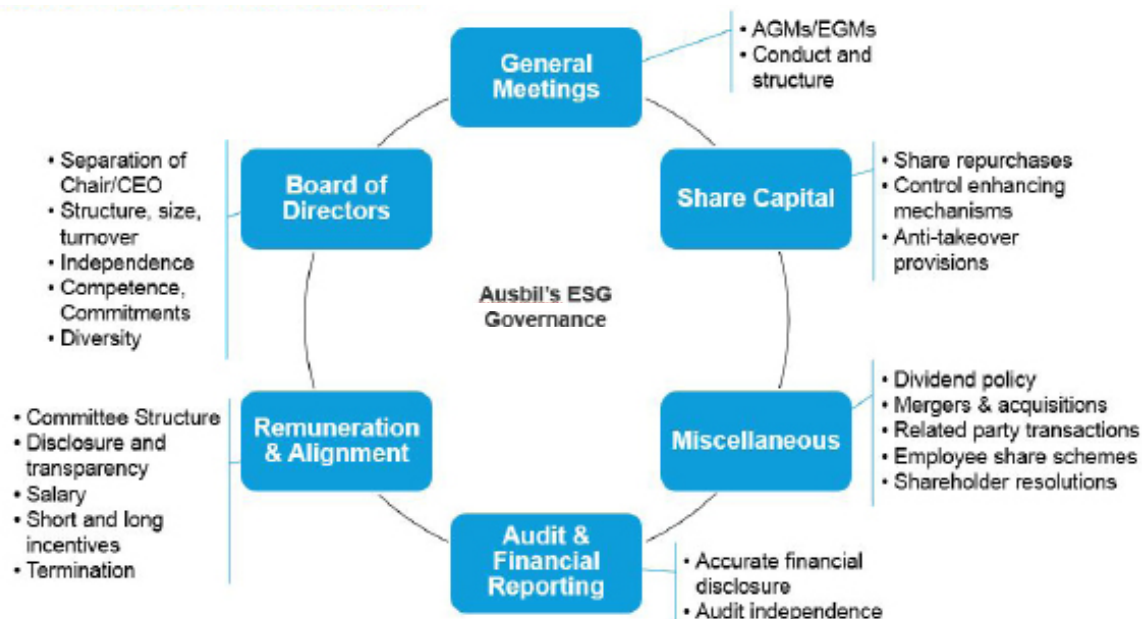 General
Meetings
• AGMs/EGMs
• Conduct and
structure
Board of
Directors
• Separation of
Chair/CEO
• Structure, size,
turnover
• Independence
• Competence,
Commitments
• Diversity
Share Capital
• Share repurchases
• Control enhancing
mechanisms
• Anti-takeover
provisions
Ausbil's ESG
Governance
Remuneration
& Alignment
• Committee Structure
• Disclosure and
transparency
• Salary
• Short and long
incentives
• Termination
Miscellaneous
• Dividend policy
• Mergers & acquisitions
• Related party transactions
• Employee share schemes
• Shareholder resolutions
Audit &
Financial
Reporting
• Accurate financial
disclosure
• Audit independence